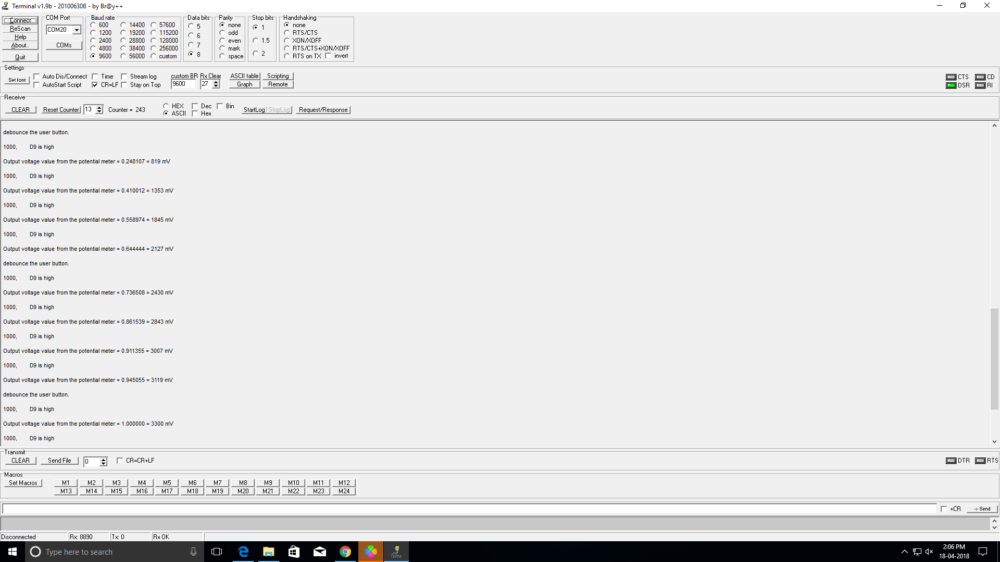 Terminal v1.9b - 20100630ß - by Br@y++
Connect
ReScan
Help
About..
Quit
COM Port
COM20
COMs
Baud rate
600 14400 57600
1200 19200 115200
2400 28800 128000
4800 38400 256000
9600 56000 custom
Data bits
5
6
7
8
Parity
none
odd
even
mark
space
Stop bits
1
1.5
2
Handshaking
none
RTS/CTS
XON/XOFF
RTS/CTS+XON/XOFF
RTS on TX invert
Settings
Set font
Auto Dis/Connect Time Stream log
AutoStart Script CR=LF Stay on Top
custom BR Rx Clear
9600 27
ASCII table Scripting
Graph Remote
CTS CD
DSR RI
Receive
CLEAR Reset Counter 13 Counter = 243
HEX Dec Bin
ASCII Hex
StartLog StopLog Request/Response
debounce the user button.
1000, D9 is high
Output voltage value from the potential meter = 0.248107 = 819 mV
1000, D9 is high
Output voltage value from the potential meter = 0.410012 = 1353 mV
1000, D9 is high
Output voltage value from the potential meter = 0.558974 = 1845 mV
1000, D9 is high
Output voltage value from the potential meter = 0.644444 = 2127 mV
debounce the user button.
1000, D9 is high
Output voltage value from the potential meter = 0.736508 = 2430 mV
1000, D9 is high
Output voltage value from the potential meter = 0.861539 = 2843 mV
1000, D9 is high
Output voltage value from the potential meter = 0.911355 = 3007 mV
1000, D9 is high
Output voltage value from the potential meter = 0.945055 = 3119 mV
debounce the user button.
1000, D9 is high
Output voltage value from the potential meter = 1.000000 = 3300 mV
1000, D9 is high
Transmit
CLEAR Send File 0 CR=CR+LF
DTR RTS
Macros
Set Macros
M1 M2 M3 M4 M5 M6 M7 M8 M9 M10 M11 M12
M13 M14 M15 M16 M17 M18 M19 M20 M21 M22 M23 M24
+CR -> Send
Disconnected Rx: 8890 Tx: 0 Rx OK
Type here to search
TERM
2:06 PM
18-04-2018